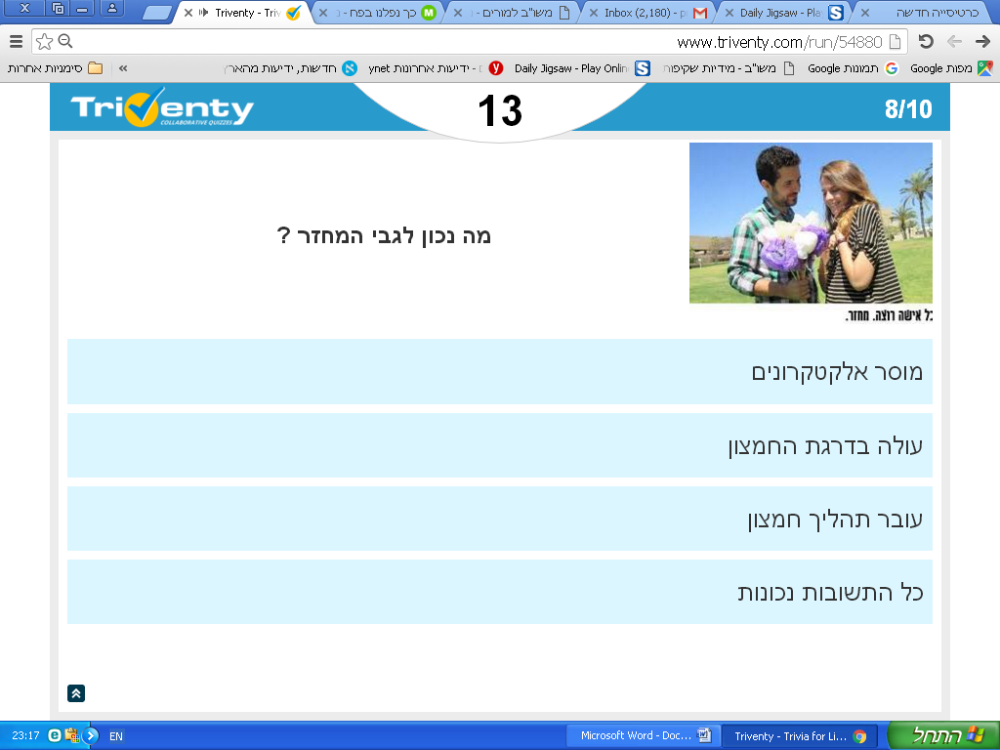 Triventy - Triv
כך נפלנו בפח -
משו"ב למורים -
Inbox (2,180) - p
Daily Jigsaw - Pla
כרטיסייה חדשה
www.triventy.com/run/54880
מפות Google
תמונות Google
משו"ב - מידיות שקיפות
Daily Jigsaw - Play Onlin
ynet - ידיעות אחרונות
חדשות, ידיעות מהארץ
«
סימניות אחרות
TriVenty
COLLABORATIVE QUIZZES
13
8/10
מה נכון לגבי המחזר ?
כל אישה רוצה. מחזר.
מוסר אלקטקרונים
עולה בדרגת החמצון
עובר תהליך חמצון
כל התשובות נכונות
התחל
Triventy - Trivia for Li...
Microsoft Word - Doc...
EN
23:17